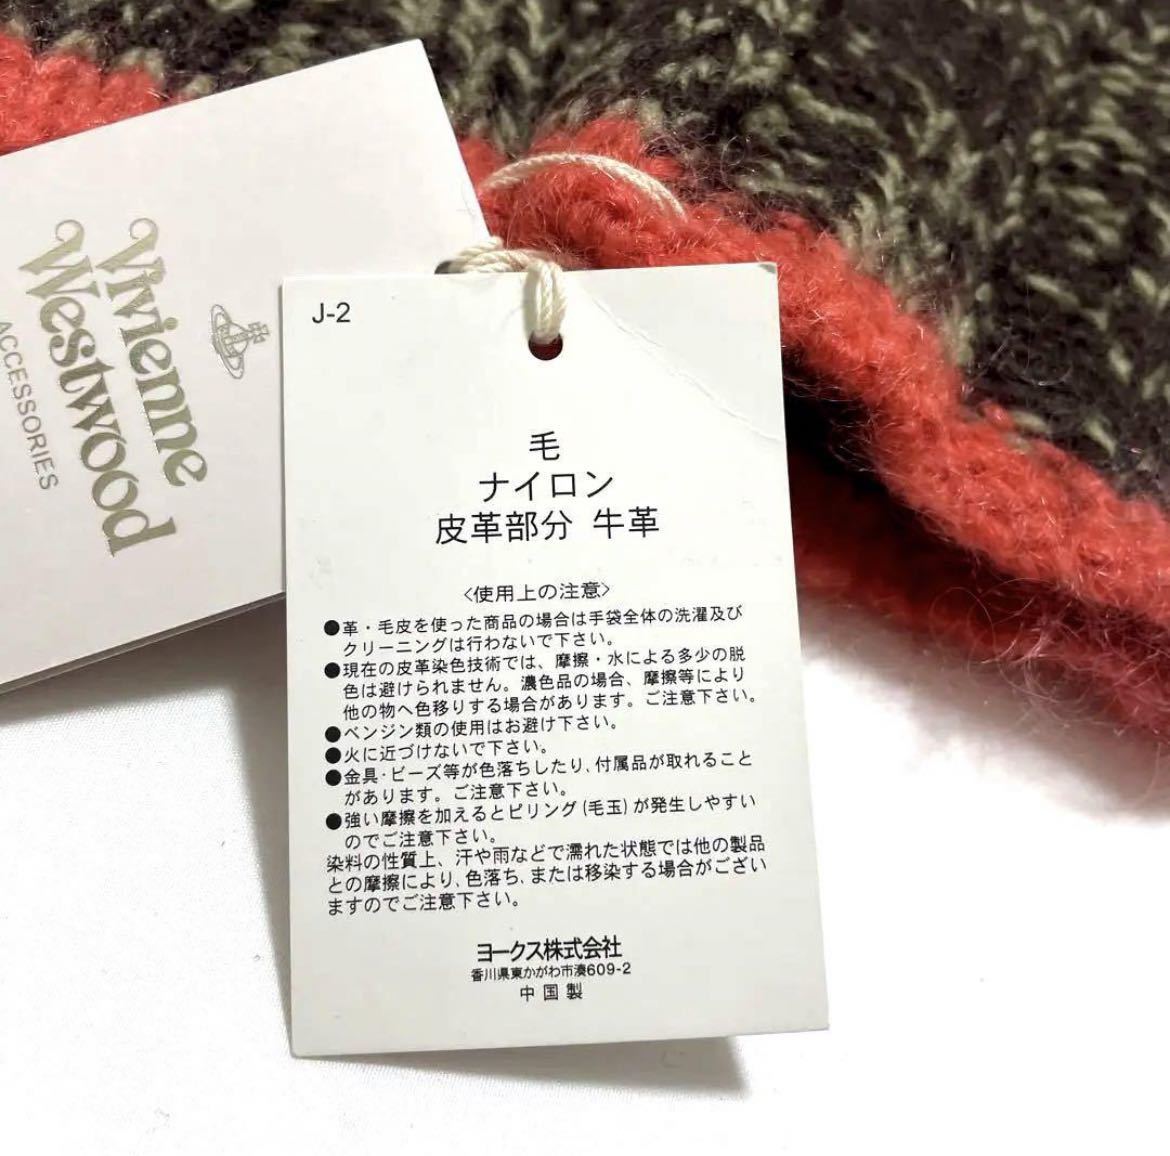 Vivienne
Westwood
ACCESSORIES
J-2
毛
ナイロン
皮革部分 牛革
〈使用上の注意〉
●革・毛皮を使った商品の場合は手袋全体の洗濯及び
クリーニングは行わないで下さい。
●現在の皮革染色技術では、摩擦・水による多少の脱
色は避けられません。濃色品の場合、摩擦等により
他の物へ色移りする場合があります。ご注意下さい。
●ベンジン類の使用はお避け下さい。
●火に近づけないで下さい。
●金具・ビーズ等が色落ちしたり、付属品が取れること
があります。ご注意下さい。
●強い摩擦を加えるとピリング(毛玉)が発生しやすい
のでご注意下さい。
染料の性質上、汗や雨などで濡れた状態では他の製品
との摩擦により、色落ち、または移染する場合がござい
ますのでご注意下さい。
ヨークス株式会社
香川県東かがわ市湊609-2
中国製